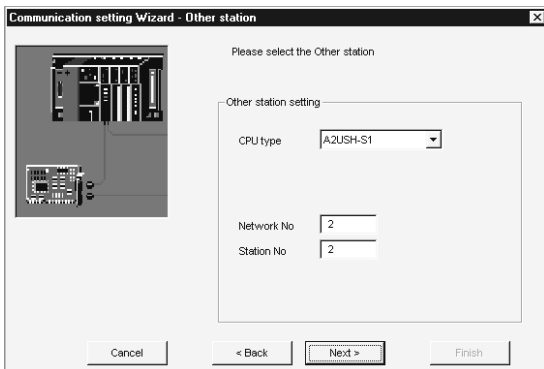 Communication setting Wizard - Other station
Please select the Other station
Other station setting
CPU type A2USH-S1
Network No 2
Station No 2
Cancel < Back Next > Finish